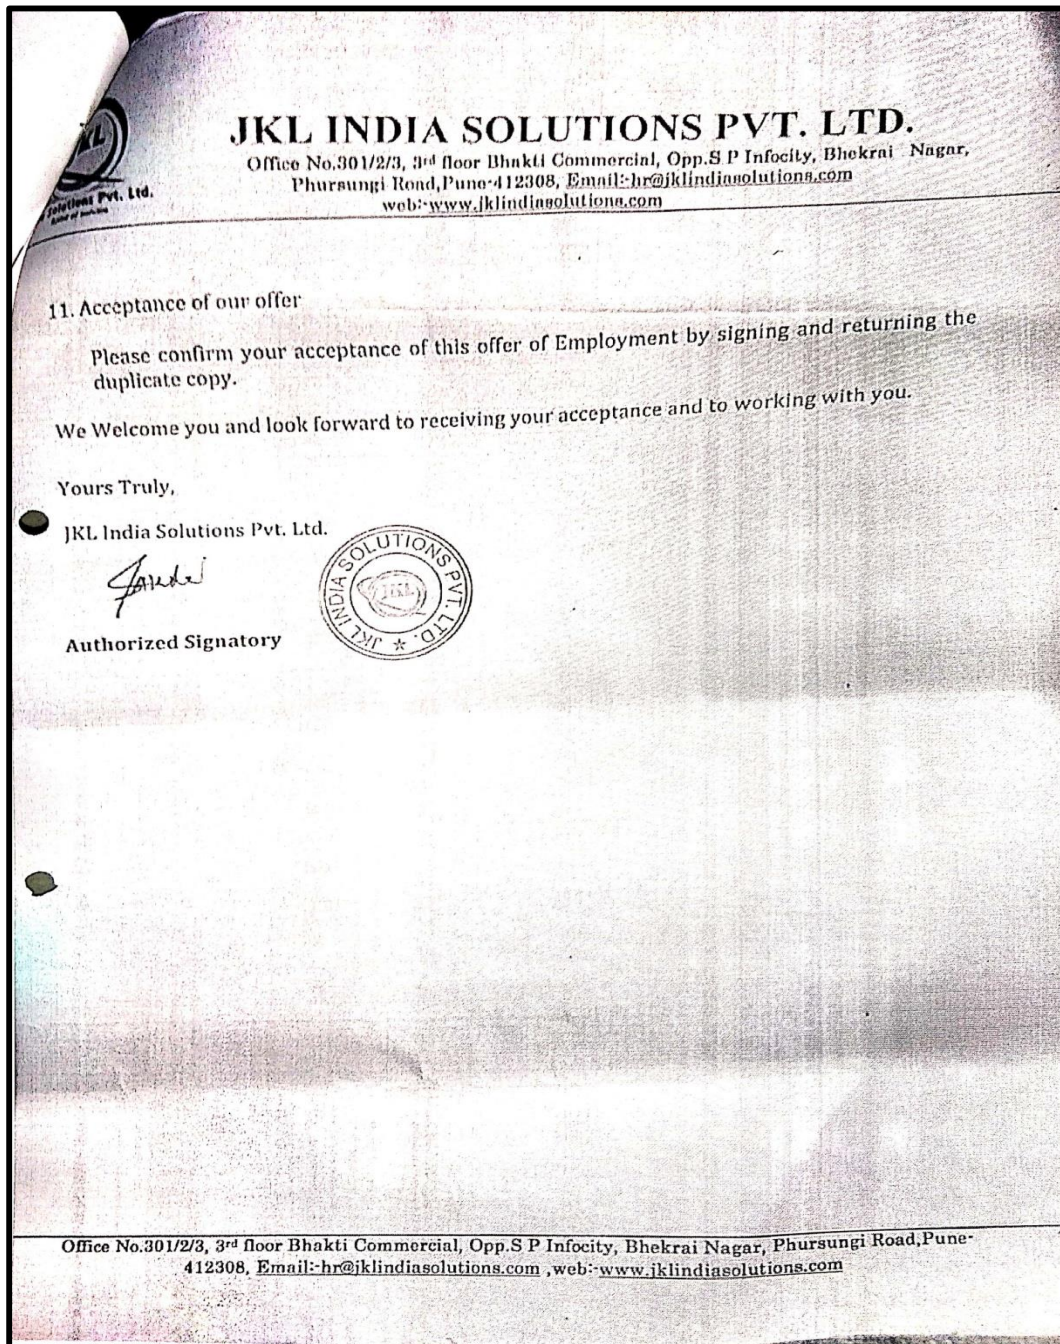 JKL INDIA SOLUTIONS PVT. LTD.
Office No.301/2/3, 3rd floor Bhakti Commercial, Opp.S P Infocity, Bhekrai Nagar,
Phursungi Road,Pune-412308, Email:-hr@jklindiasolutions.com
web:-www.jklindiasolutions.com
Solutions Pvt. Ltd.
11. Acceptance of our offer
Please confirm your acceptance of this offer of Employment by signing and returning the
duplicate copy.
We Welcome you and look forward to receiving your acceptance and to working with you.
Yours Truly,
JKL India Solutions Pvt. Ltd.
JKL INDIA SOLUTIONS PVT. LTD.
JKL
Authorized Signatory
Office No.301/2/3, 3rd floor Bhakti Commercial, Opp.S P Infocity, Bhekrai Nagar, Phursungi Road,Pune-
412308, Email:-hr@jklindiasolutions.com ,web:-www.jklindiasolutions.com